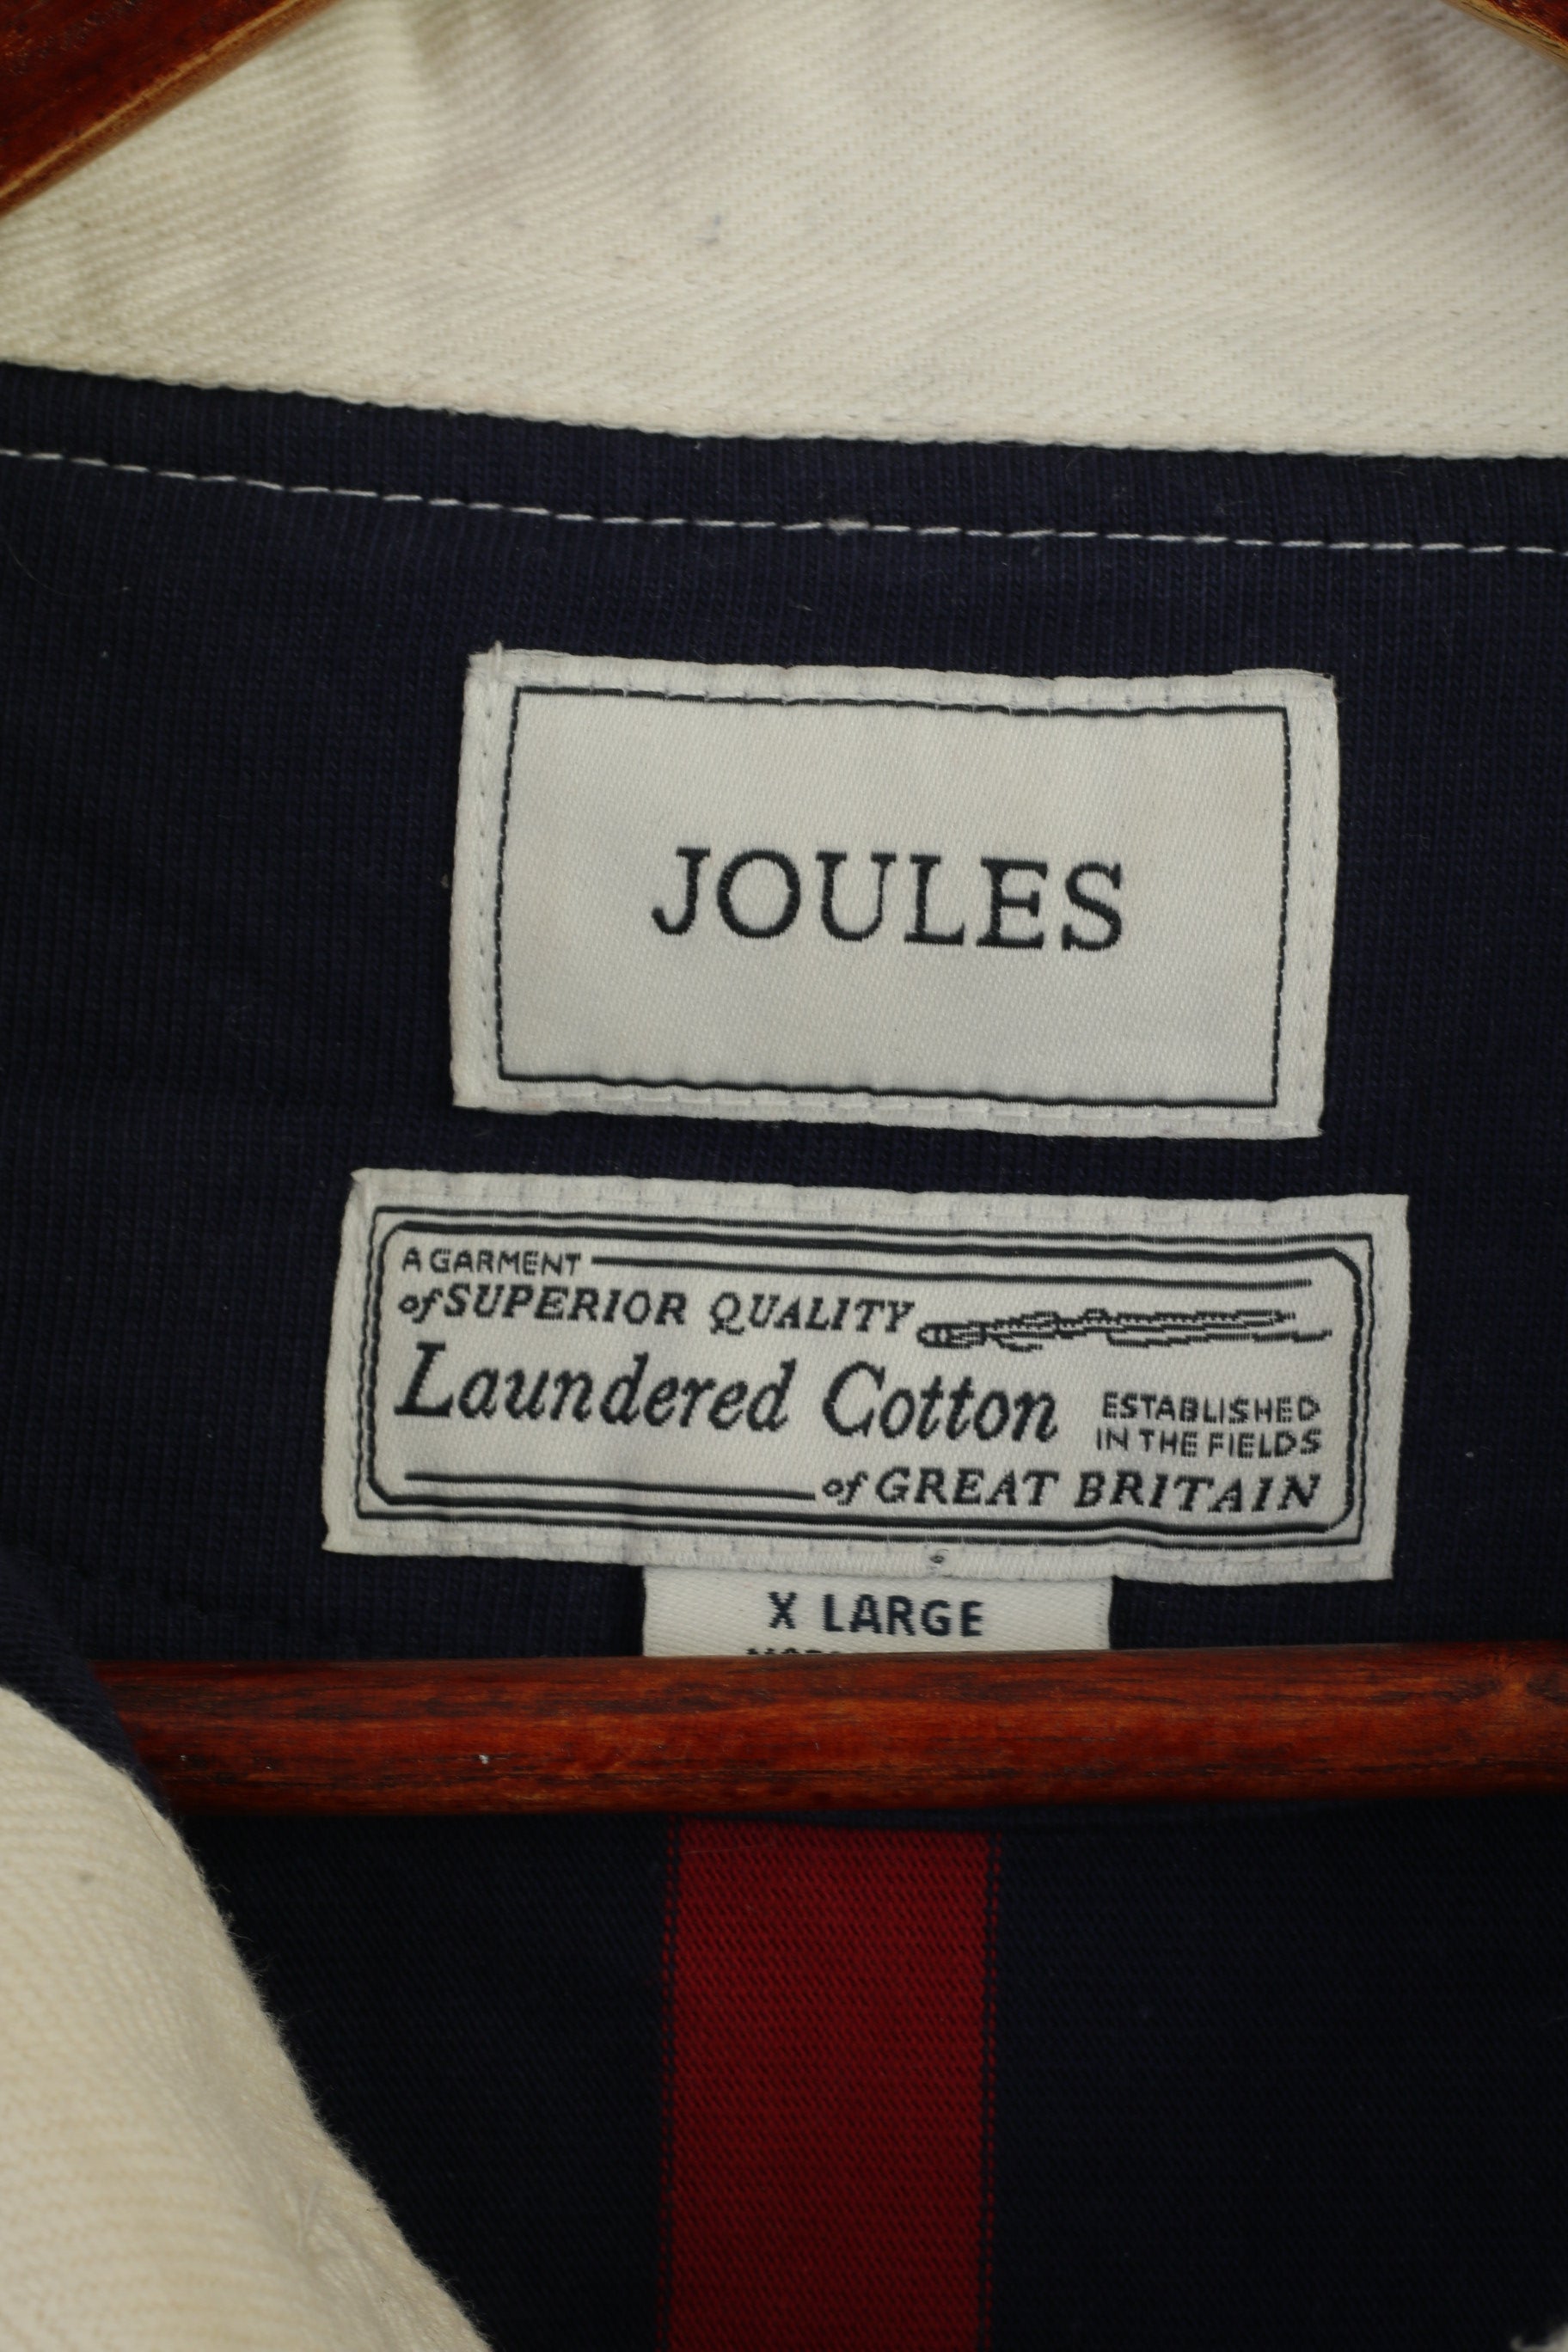 JOULES
A GARMENT
of SUPERIOR QUALITY
Laundered Cotton
ESTABLISHED
IN THE FIELDS
of GREAT BRITAIN
X LARGE